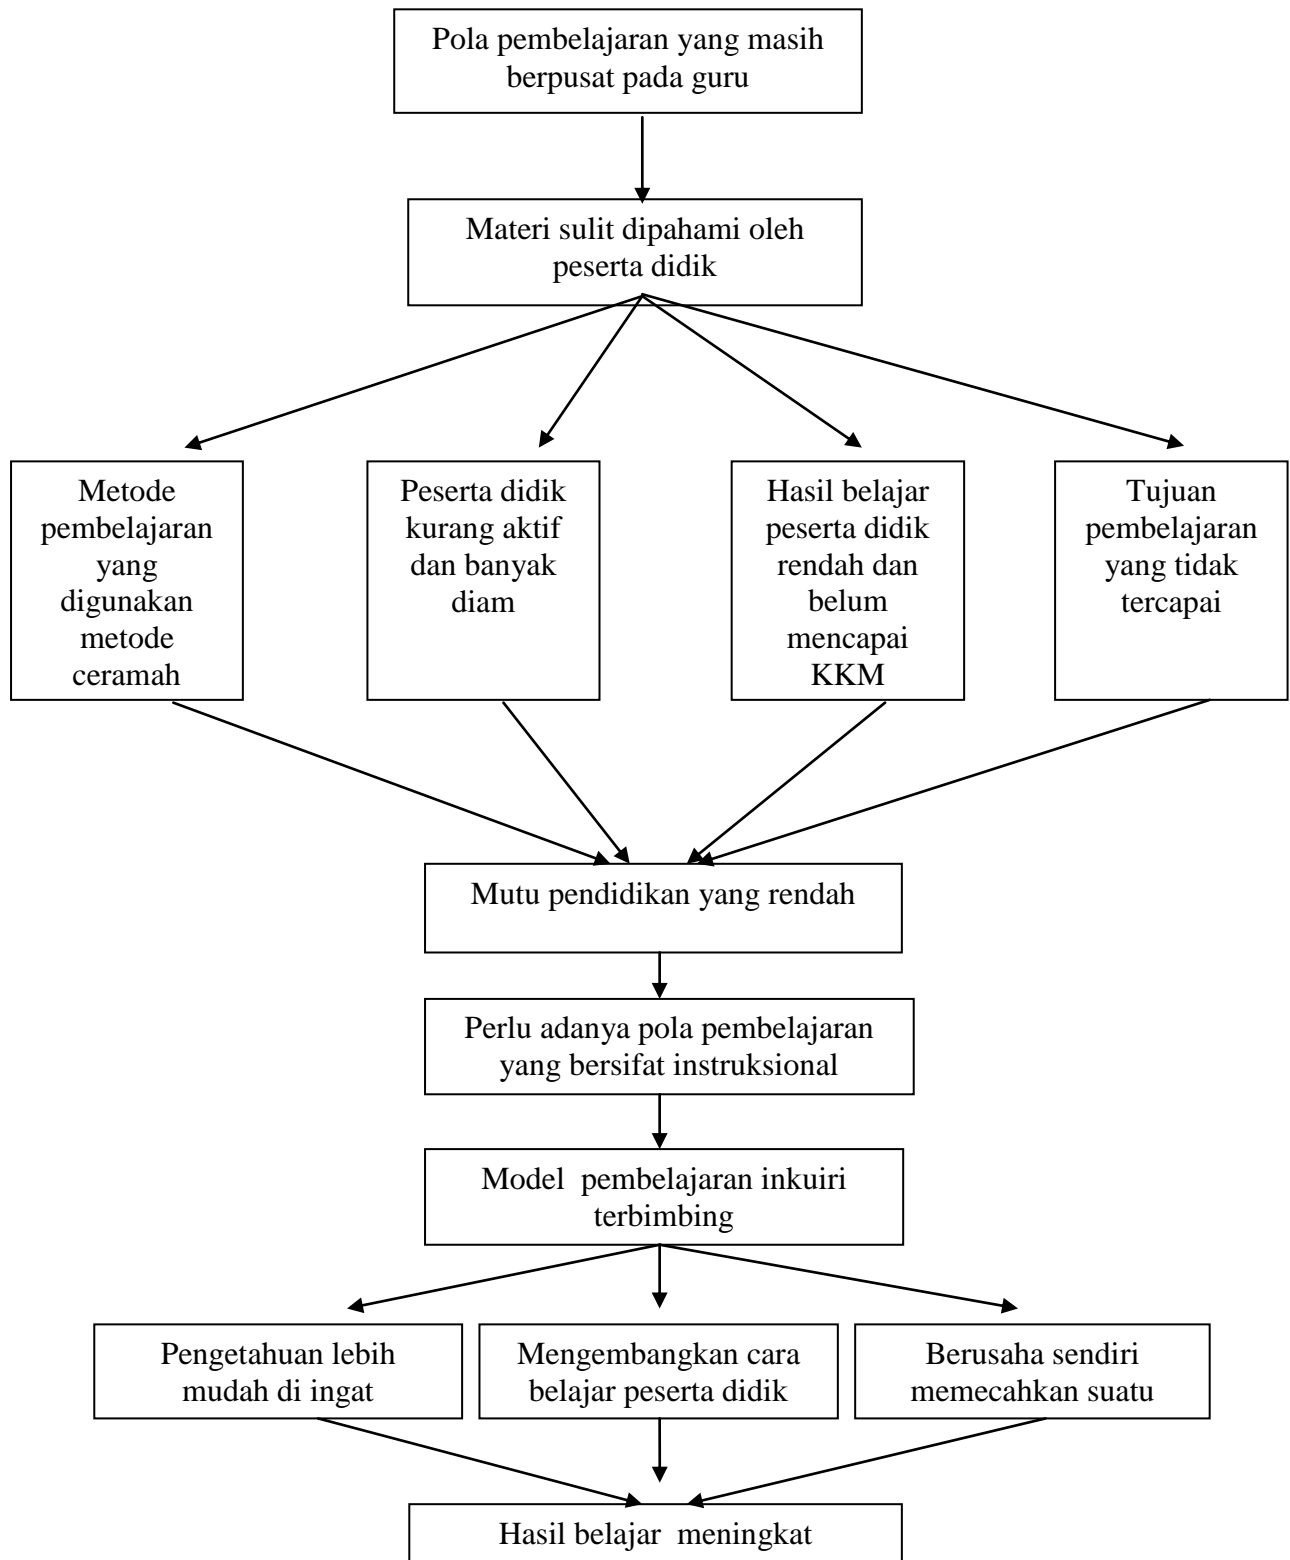 Pola pembelajaran yang masih
berpusat pada guru
Materi sulit dipahami oleh
peserta didik
Metode
pembelajaran
yang
digunakan
metode
ceramah
Peserta didik
kurang aktif
dan banyak
diam
Hasil belajar
peserta didik
rendah dan
belum
mencapai
KKM
Tujuan
pembelajaran
yang tidak
tercapai
Mutu pendidikan yang rendah
Perlu adanya pola pembelajaran
yang bersifat instruksional
Model pembelajaran inkuiri
terbimbing
Pengetahuan lebih
mudah di ingat
Mengembangkan cara
belajar peserta didik
Berusaha sendiri
memecahkan suatu
Hasil belajar meningkat